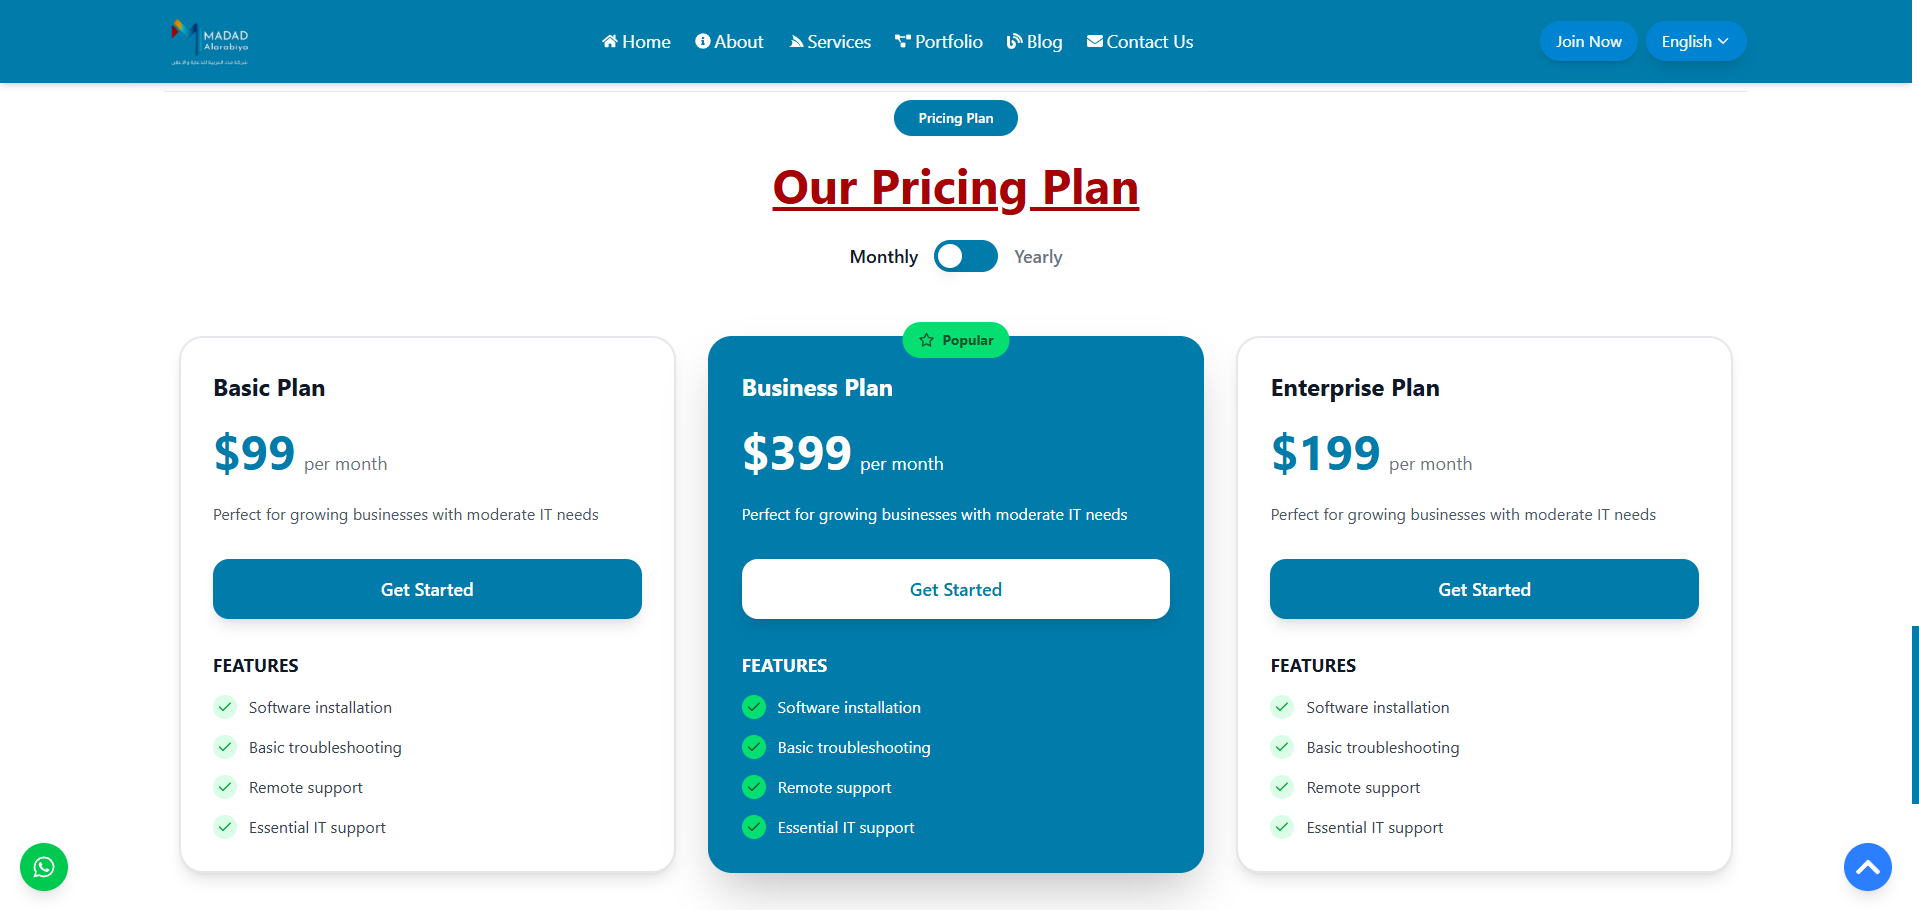 MADAD
Alarabiya
شركة مدد العربية للدعاية والاعلان
Home
About
Services
Portfolio
Blog
Contact Us
Join Now
English
Pricing Plan
Our Pricing Plan
Monthly
Yearly
Basic Plan
$99 per month
Perfect for growing businesses with moderate IT needs
Get Started
FEATURES
Software installation
Basic troubleshooting
Remote support
Essential IT support
Popular
Business Plan
$399 per month
Perfect for growing businesses with moderate IT needs
Get Started
FEATURES
Software installation
Basic troubleshooting
Remote support
Essential IT support
Enterprise Plan
$199 per month
Perfect for growing businesses with moderate IT needs
Get Started
FEATURES
Software installation
Basic troubleshooting
Remote support
Essential IT support